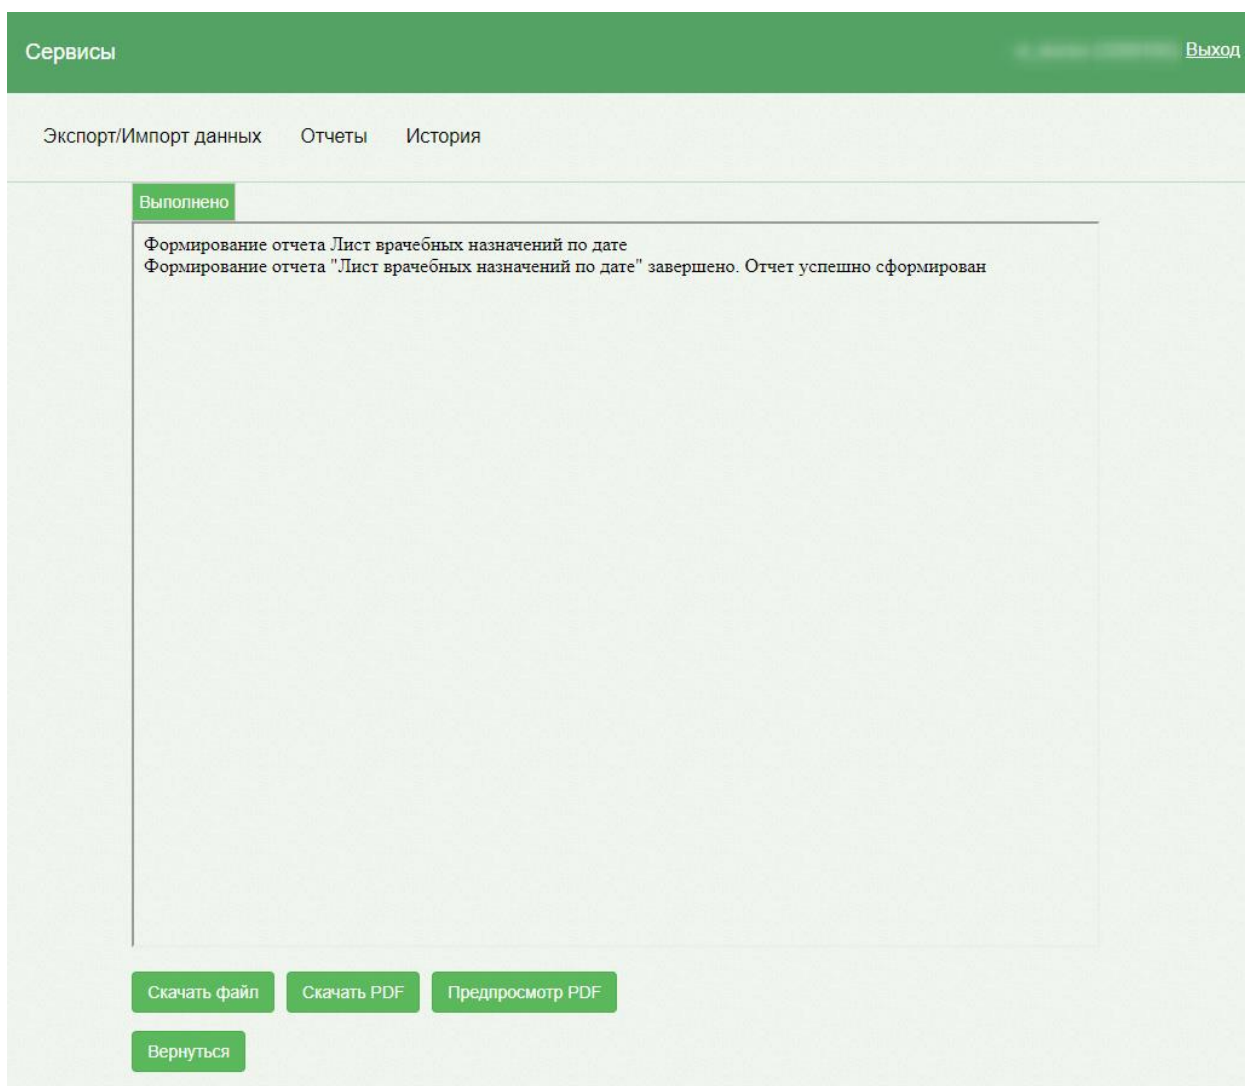 Сервисы
Выход
Экспорт/Импорт данных Отчеты История
Выполнено
Формирование отчета Лист врачебных назначений по дате
Формирование отчета "Лист врачебных назначений по дате" завершено. Отчет успешно сформирован
Скачать файл Скачать PDF Предпросмотр PDF
Вернуться